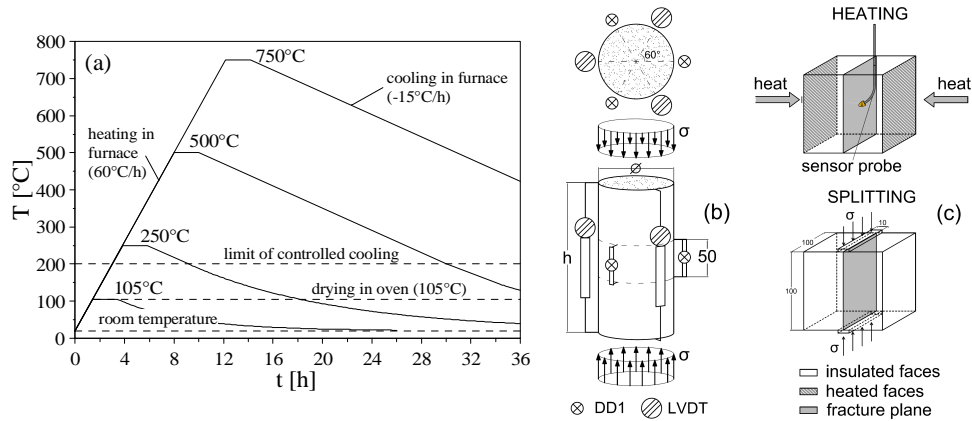 (a)
T [°C]
800
700
600
500
400
300
200
100
0
750°C
cooling in furnace
(-15°C/h)
heating in
furnace
(60°C/h)
500°C
250°C
limit of controlled cooling
105°C
drying in oven (105°C)
room temperature
0 4 8 12 16 20 24 28 32 36
t [h]
60°
σ
Ø
(b)
h
50
σ
DD1
LVDT
HEATING
heat
heat
sensor probe
SPLITTING
(c)
σ
10
100
100
σ
insulated faces
heated faces
fracture plane